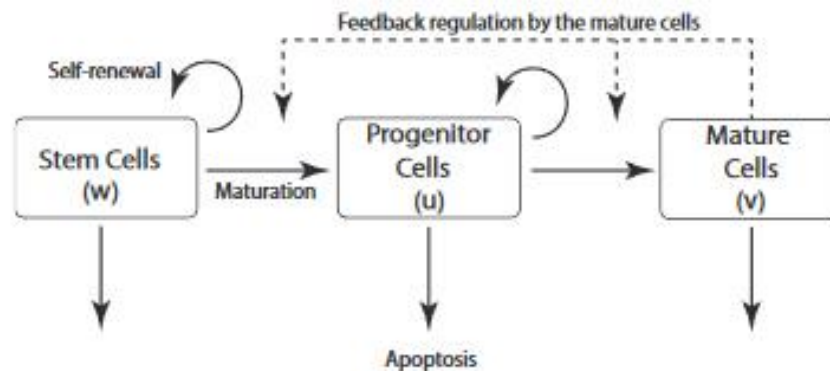 Feedback regulation by the mature cells
Self-renewal
Stem Cells
(w)
Maturation
Progenitor
Cells
(u)
Mature
Cells
(v)
Apoptosis